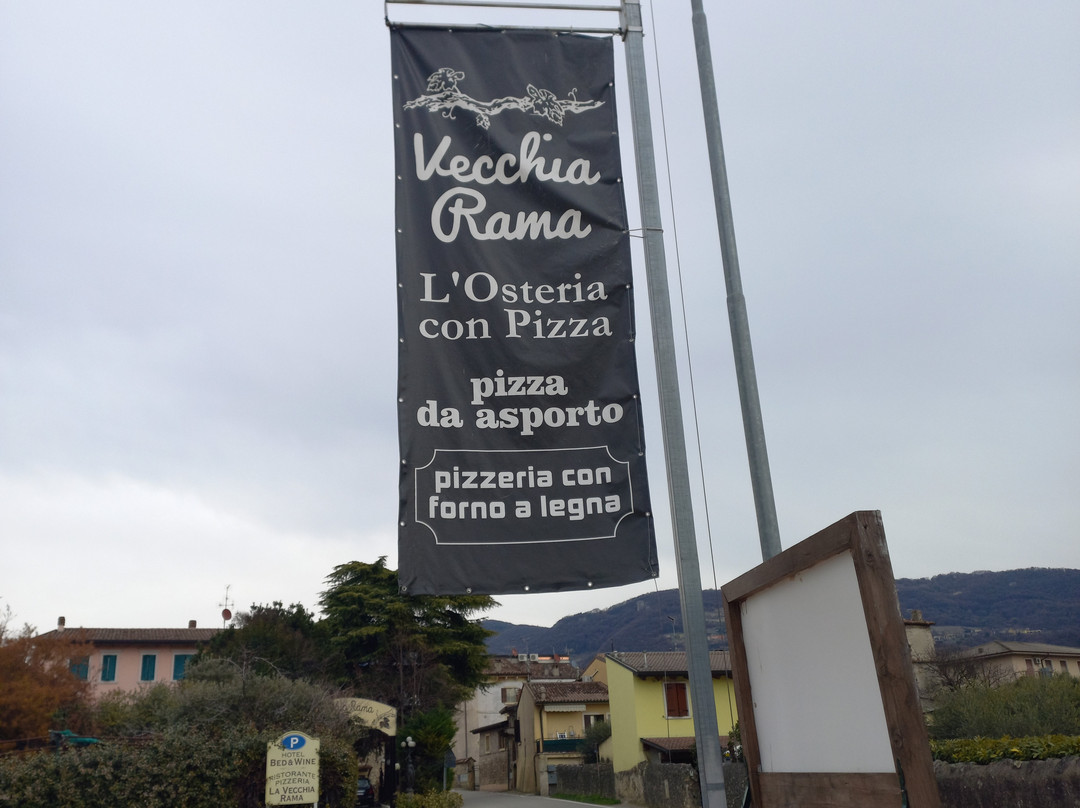 Vecchia
Rama
L'Osteria
con Pizza
pizza
da asporto
pizzeria con
forno a legna
Rama
P
HOTEL
BED & WINE
RISTORANTE
PIZZERIA
LA VECCHIA
RAMA